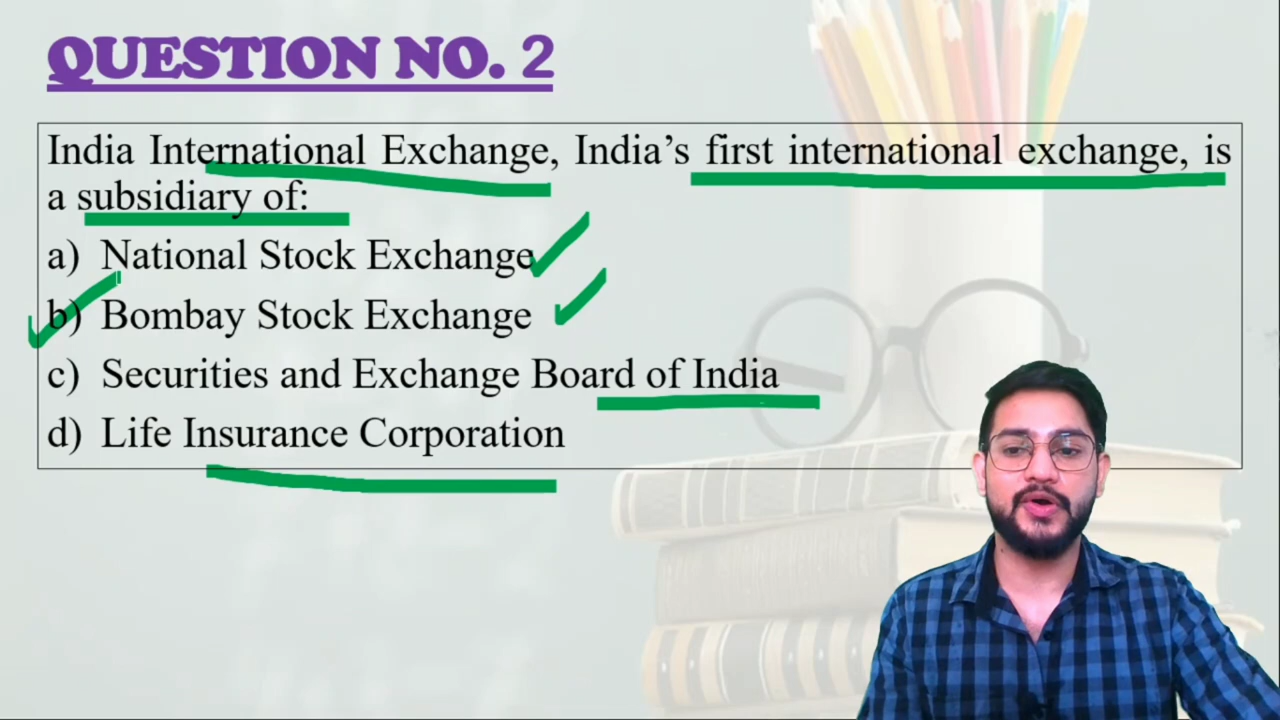 QUESTION NO. 2
India International Exchange, India’s first international exchange, is
a subsidiary of:
a) National Stock Exchange
b) Bombay Stock Exchange
c) Securities and Exchange Board of India
d) Life Insurance Corporation